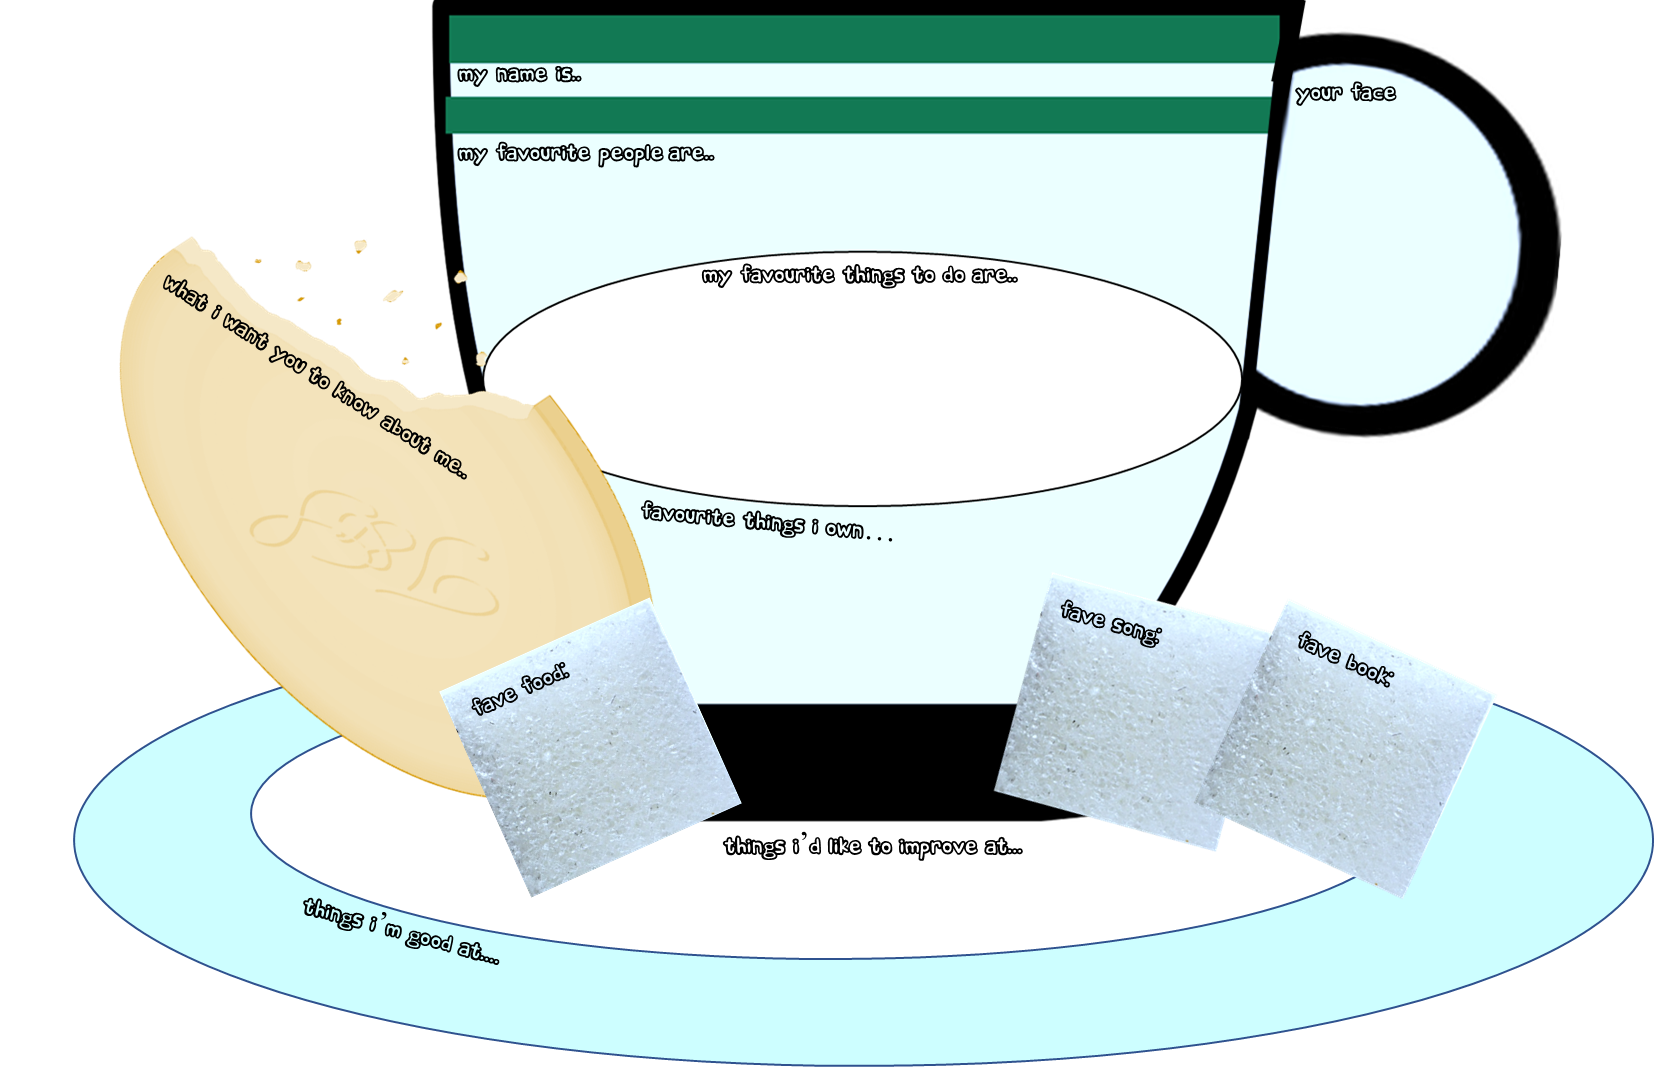 my name is..
your face
my favourite people are..
my favourite things to do are..
what i want you to know about me..
favourite things i own...
fave food:
fave song:
fave book:
things i'd like to improve at...
things i'm good at....